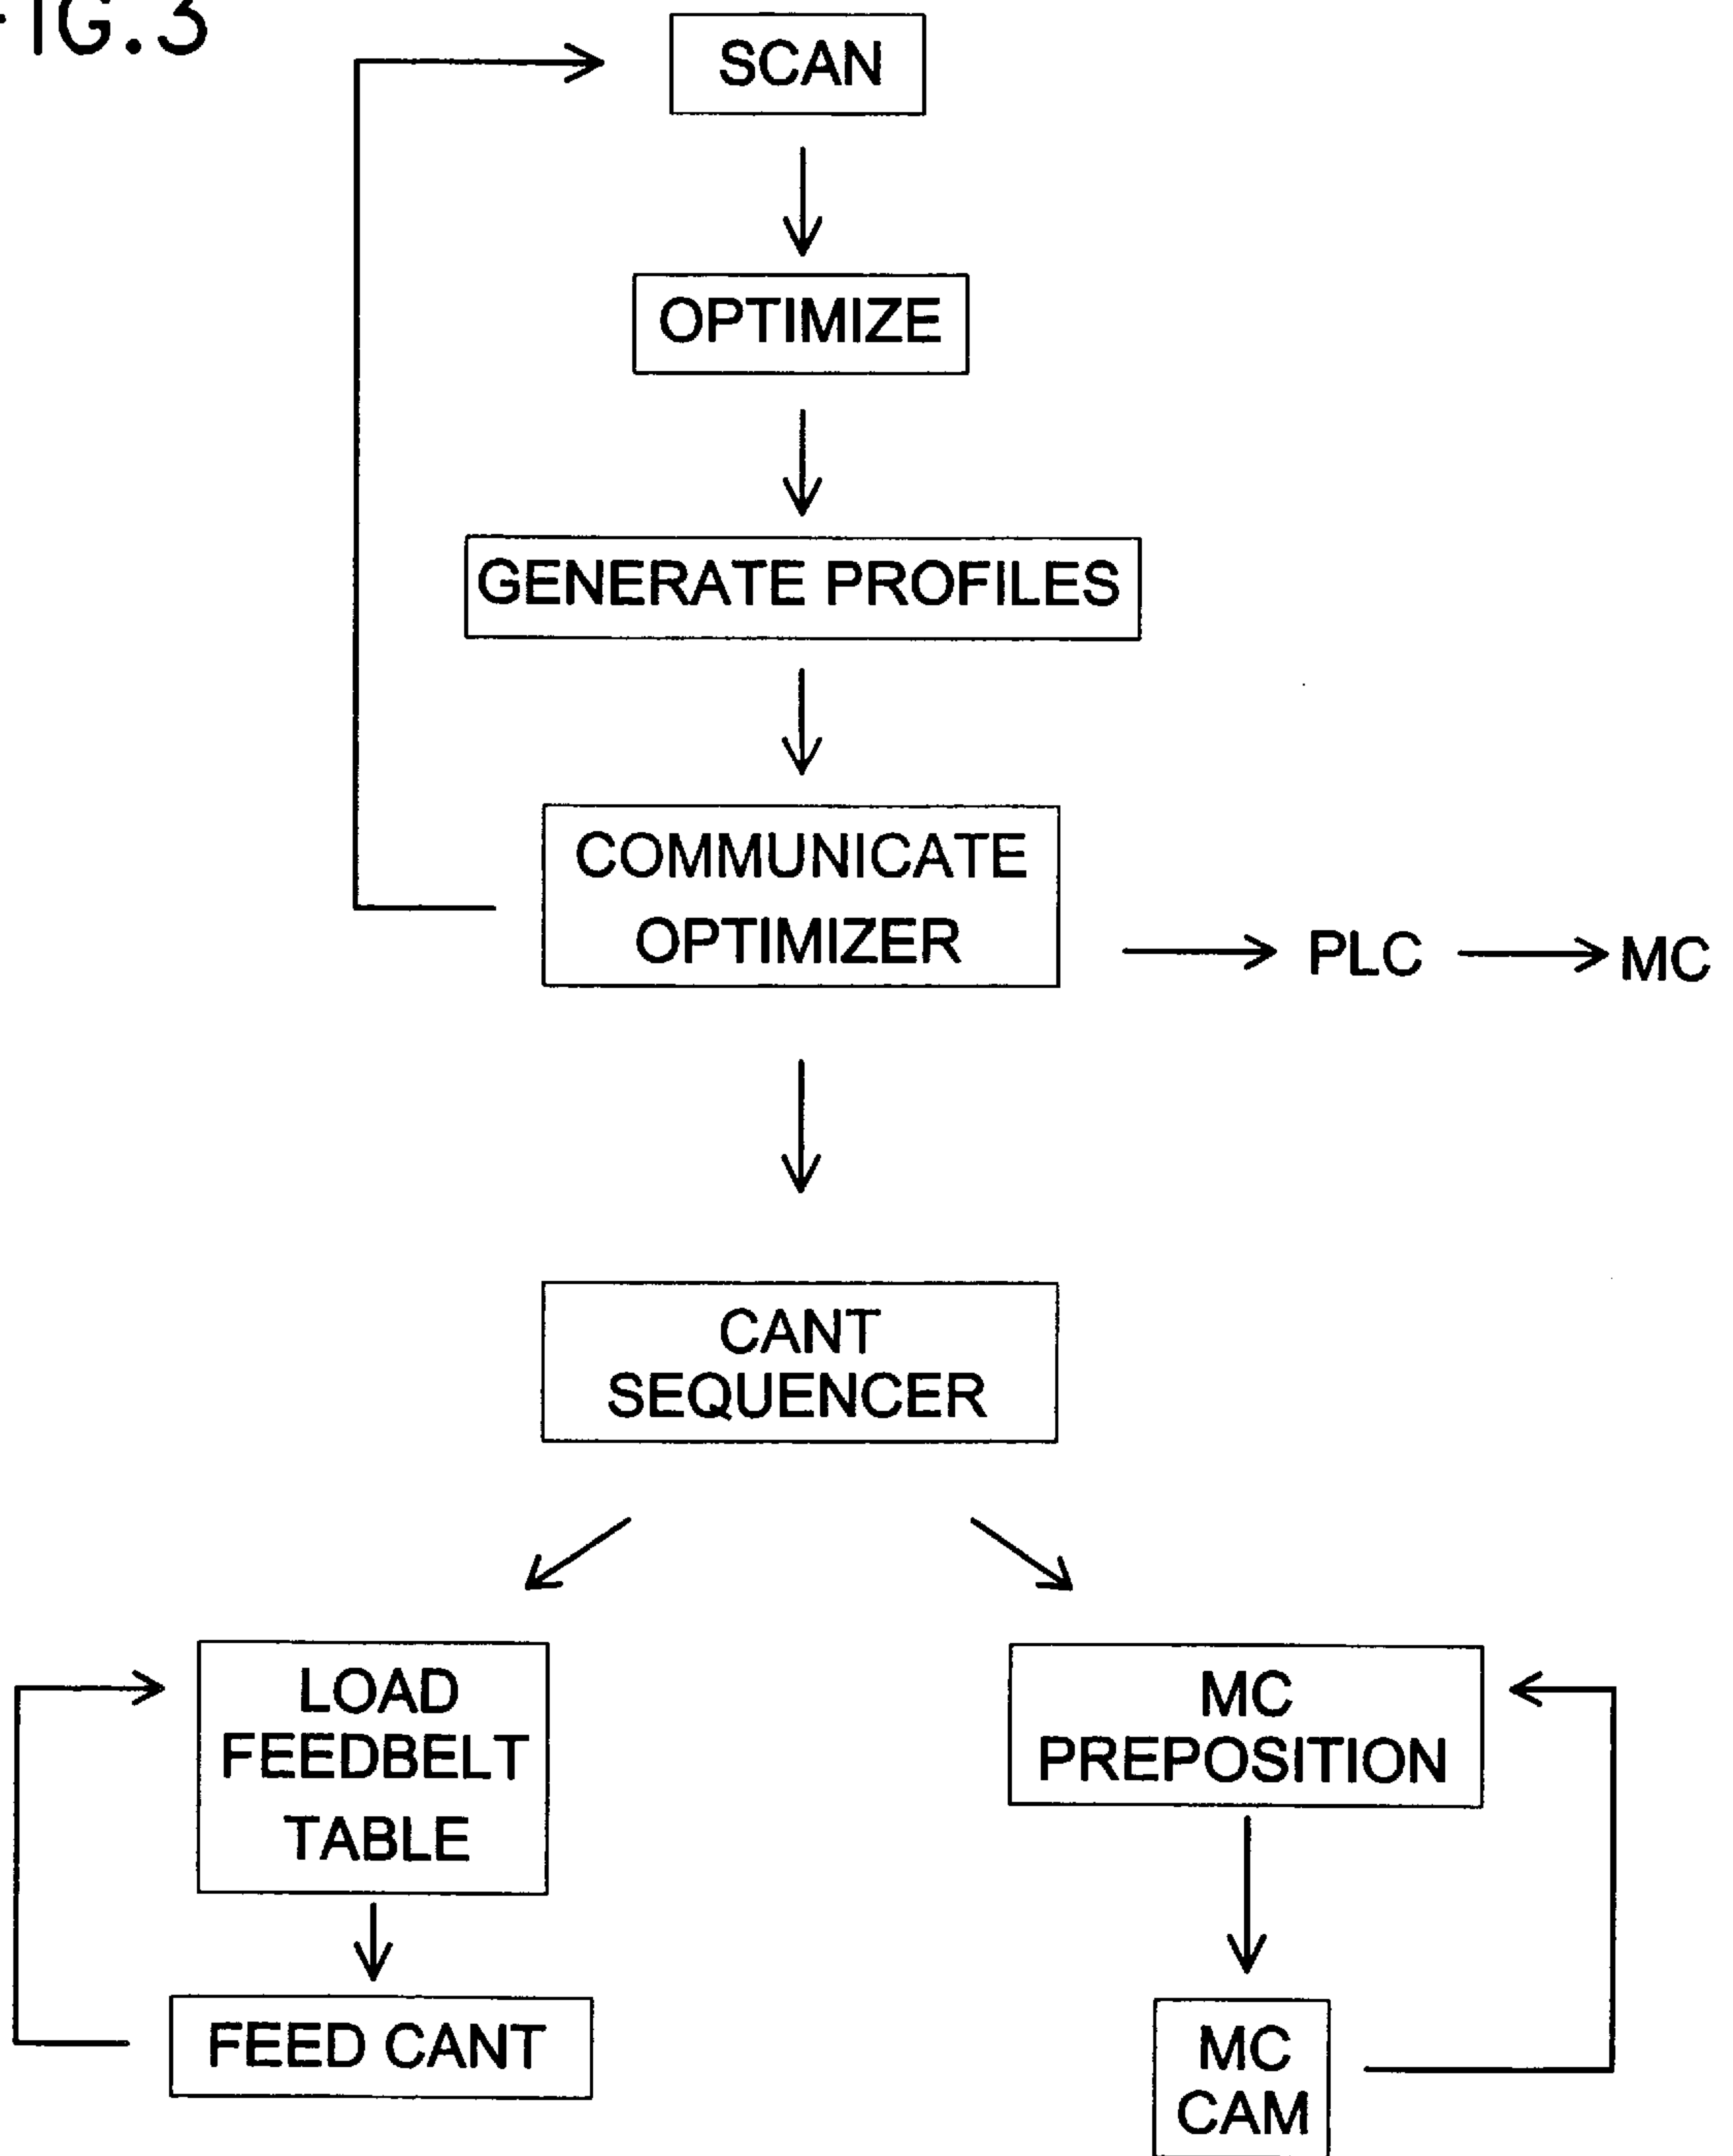 FIG.3
SCAN
OPTIMIZE
GENERATE PROFILES
COMMUNICATE
OPTIMIZER
PLC
MC
CANT
SEQUENCER
LOAD
FEEDBELT
TABLE
FEED CANT
MC
PREPOSITION
MC
CAM